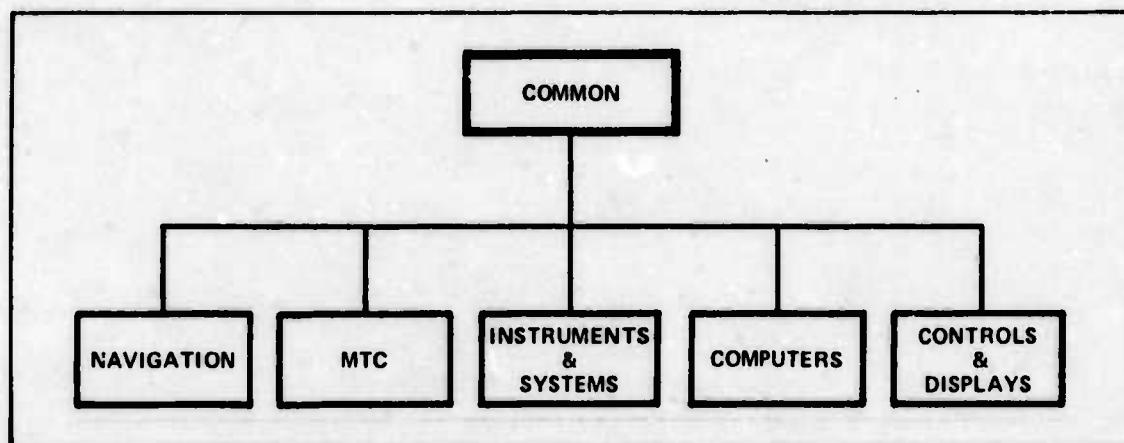 COMMON
NAVIGATION
MTC
INSTRUMENTS
&
SYSTEMS
COMPUTERS
CONTROLS
&
DISPLAYS